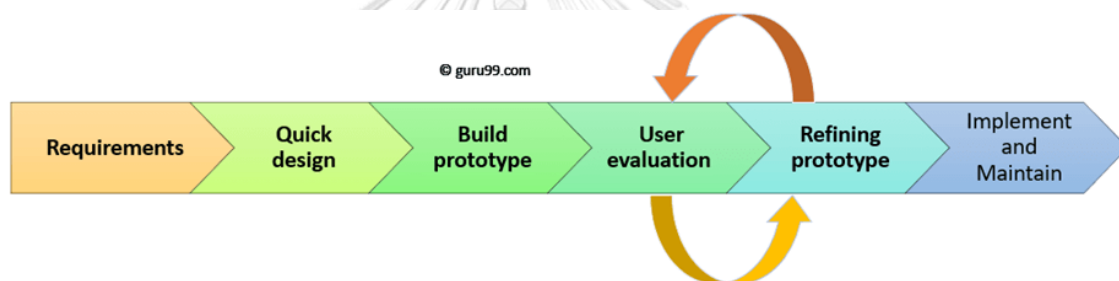 © guru99.com
Requirements
Quick
design
Build
prototype
User
evaluation
Refining
prototype
Implement
and
Maintain